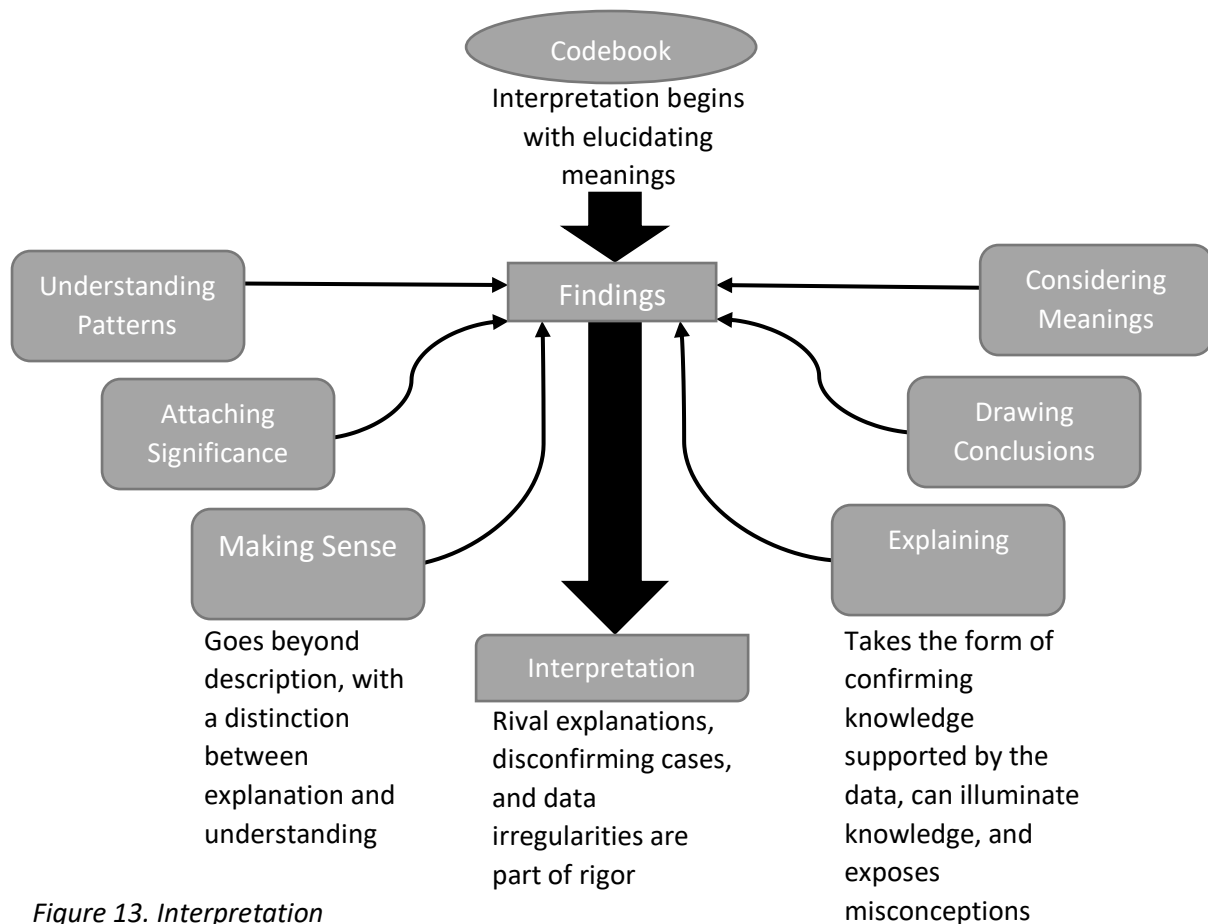 Codebook
Interpretation begins
with elucidating
meanings
Understanding
Patterns
Findings
Considering
Meanings
Attaching
Significance
Drawing
Conclusions
Making Sense
Explaining
Goes beyond
description, with
a distinction
between
explanation and
understanding
Interpretation
Rival explanations,
disconfirming cases,
and data
irregularities are
part of rigor
Takes the form of
confirming
knowledge
supported by the
data, can illuminate
knowledge, and
exposes
misconceptions
Figure 13. Interpretation